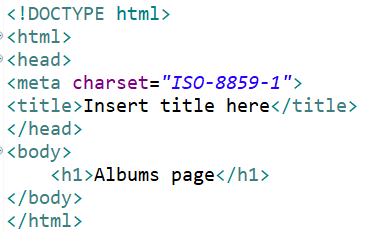 <!DOCTYPE html>
<html>
<head>
<meta charset="ISO-8859-1">
<title>Insert title here</title>
</head>
<body>
    <h1>Albums page</h1>
</body>
</html>